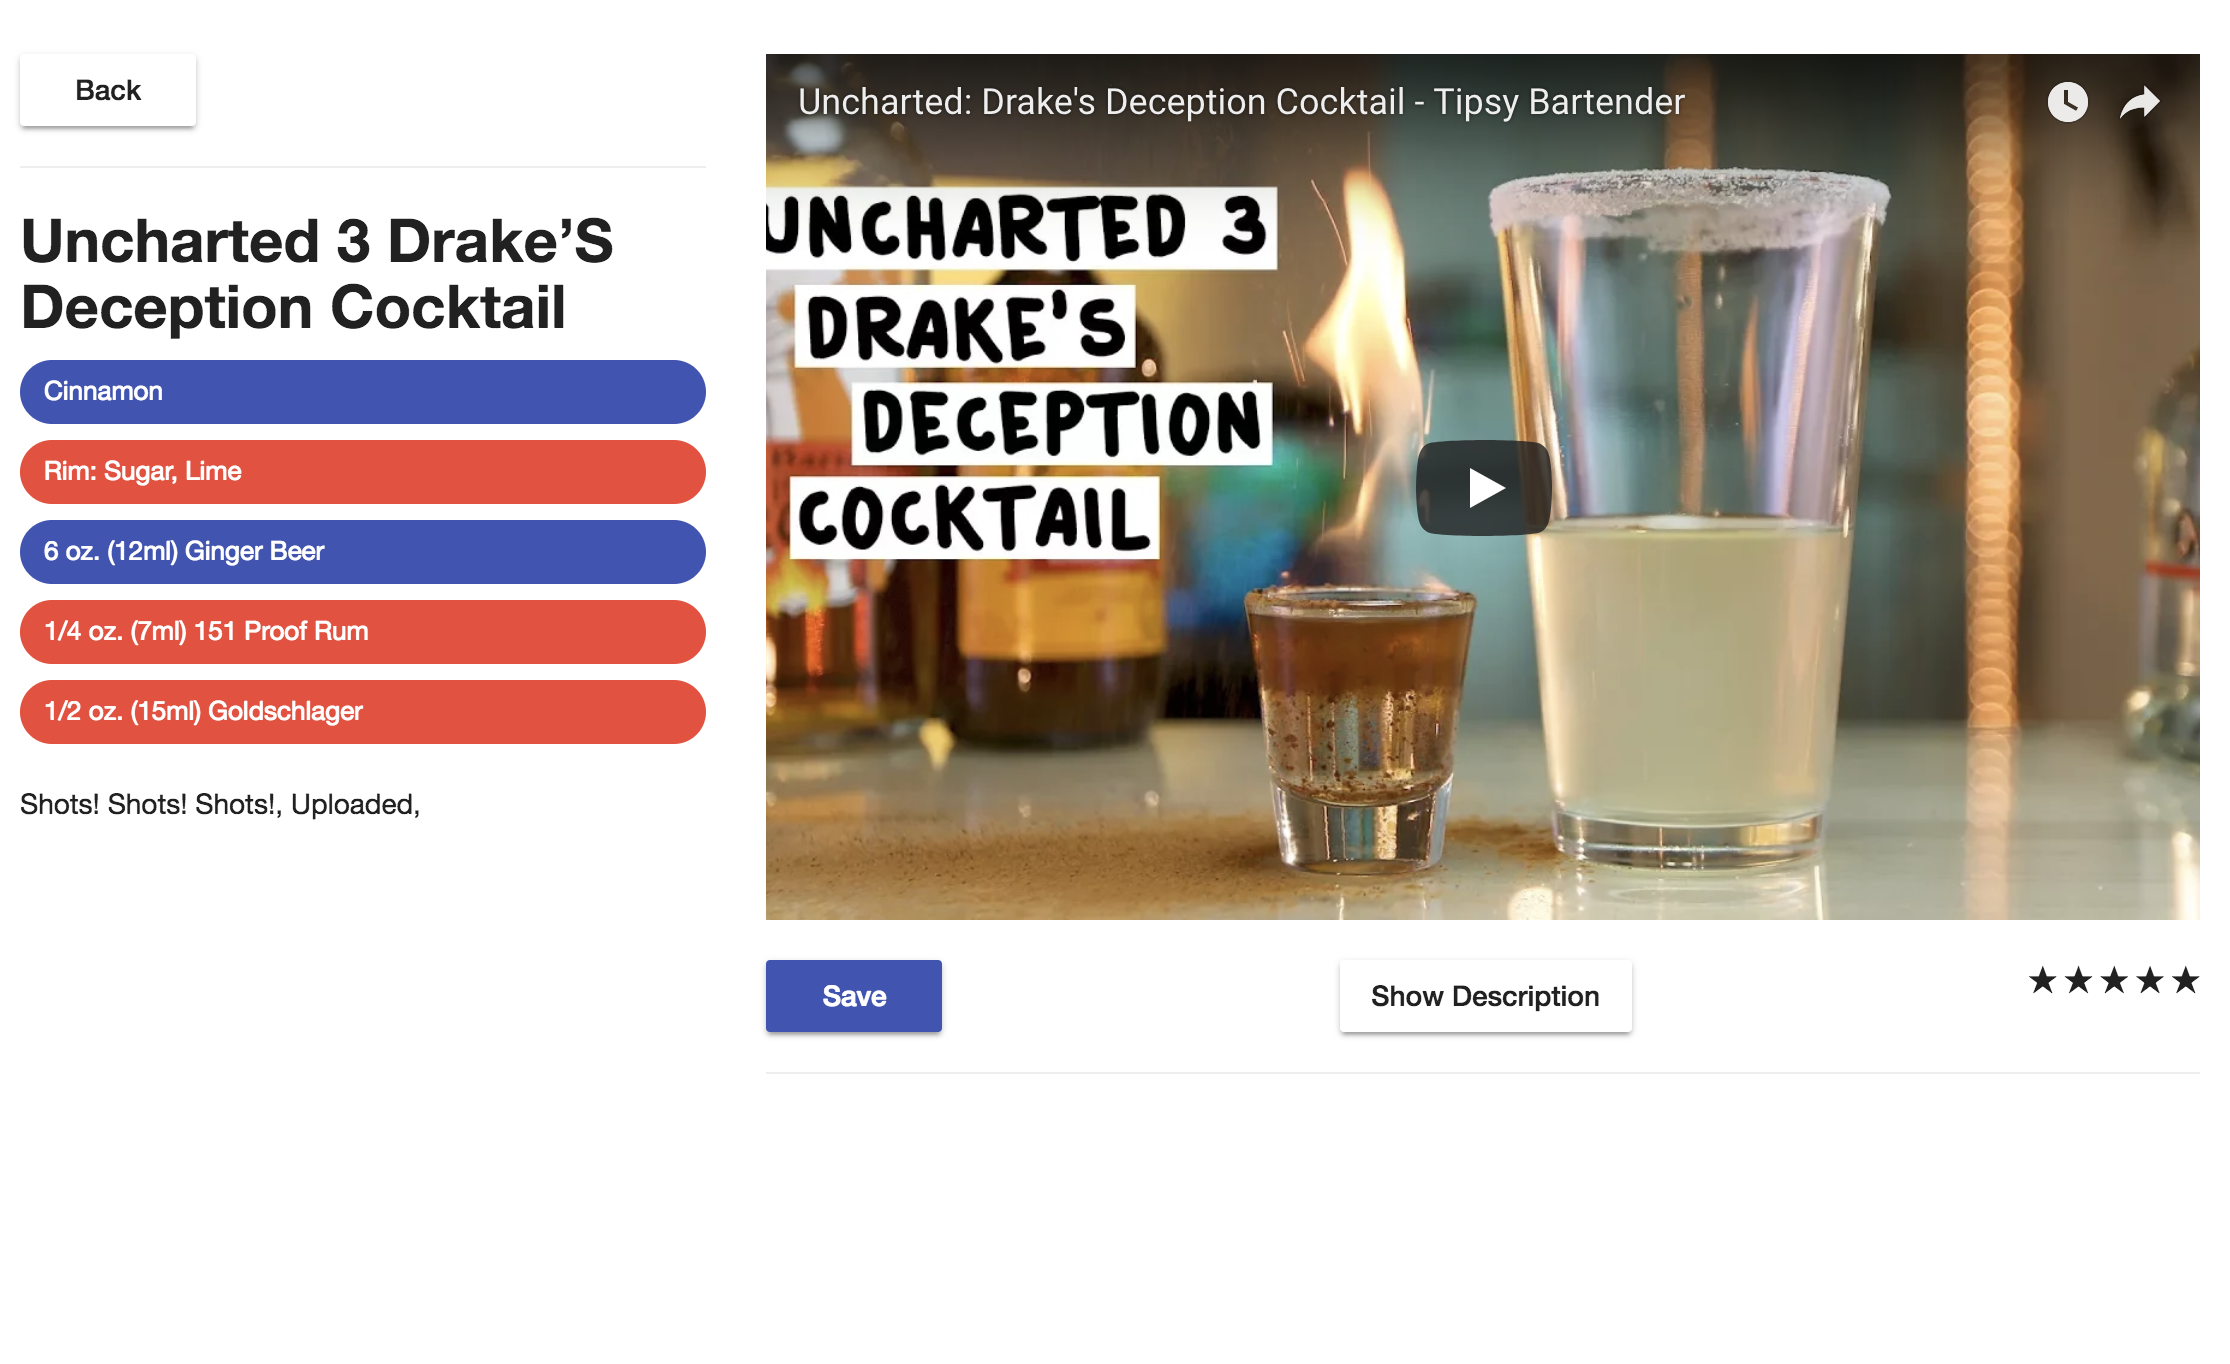 Back
Uncharted 3 Drake’S
Deception Cocktail
Cinnamon
Rim: Sugar, Lime
6 oz. (12ml) Ginger Beer
1/4 oz. (7ml) 151 Proof Rum
1/2 oz. (15ml) Goldschlager
Shots! Shots! Shots!, Uploaded,
Uncharted: Drake's Deception Cocktail - Tipsy Bartender
UNCHARTED 3
DRAKE'S
DECEPTION
COCKTAIL
Save
Show Description
★★★★★